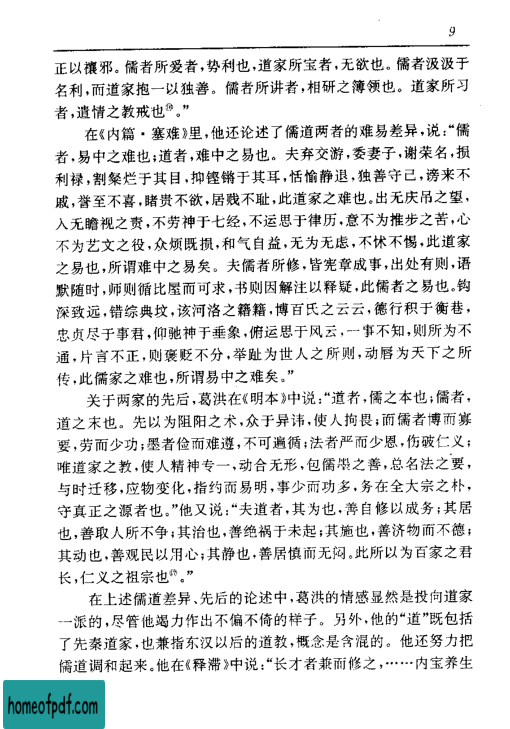 9
正以禳邪。儒者所爱者,势利也,道家所宝者,无欲也。儒者汲汲于
名利,而道家抱一以独善。儒者所讲者,相研之簿领也。道家所习
者,遣情之教戒也⑯。”
在《内篇·塞难》里,他还论述了儒道两者的难易差异,说:“儒
者,易中之难也;道者,难中之易也。夫弃交游,委妻子,谢荣名,损
利禄,割粲烂于其目,抑铿锵于其耳,恬愉静退,独善守己,谤来不
戚,誉至不喜,睹贵不欲,居贱不耻,此道家之难也。出无庆吊之望,
入无瞻视之责,不劳神于七经,不运思于律历,意不为推步之苦,心
不为艺文之役,众烦既损,和气自益,无为无虑,不怵不惕,此道家
之易也,所谓难中之易矣。夫儒者所修,皆宪章成事,出处有则,语
默随时,师则循比屋而可求,书则因解注以释疑,此儒者之易也。钩
深致远,错综典坟,该河洛之籍籍,博百氏之云云,德行积于衡巷,
忠贞尽于事君,仰驰神于垂象,俯运思于风云,一事不知,则所为不
通,片言不正,则褒贬不分,举趾为世人之所则,动唇为天下之所
传,此儒家之难也,所谓易中难矣。”
关于两家的先后,葛洪在《明本》中说:“道者,儒之本也;儒者,
道之末也。先以为阻阳之术,众于异讳,使人拘畏;而儒者博而寡
要,劳而少功;墨者俭而难遵,不可遍循;法者严而少恩,伤破仁义;
唯道家之教,使人精神专一,动合无形,包儒墨之善,总名法之要,
与时迁移,应物变化,指约而易明,事少而功多,务在全大宗之朴,
守真正之源者也。”他又说:“夫道者,其为也,善自修以成务;其居
也,善取人所不争;其治也,善绝祸于未起;其施也,善济物而不德;
其动也,善观民以用心;其静也,善居慎而无闷。此所以为百家之君
长,仁义之祖宗也⑰。”
在上述儒道差异、先后的论述中,葛洪的情感显然是投向道家
一派的,尽管他竭力作出不偏不倚的样子。另外,他的“道”既包括
了先秦道家,也兼指东汉以后的道教,概念是含混的。他还努力把
儒道调和起来。他在《释滞》中说:“长才者兼而修之,……内宝养生
homeofpdf.com